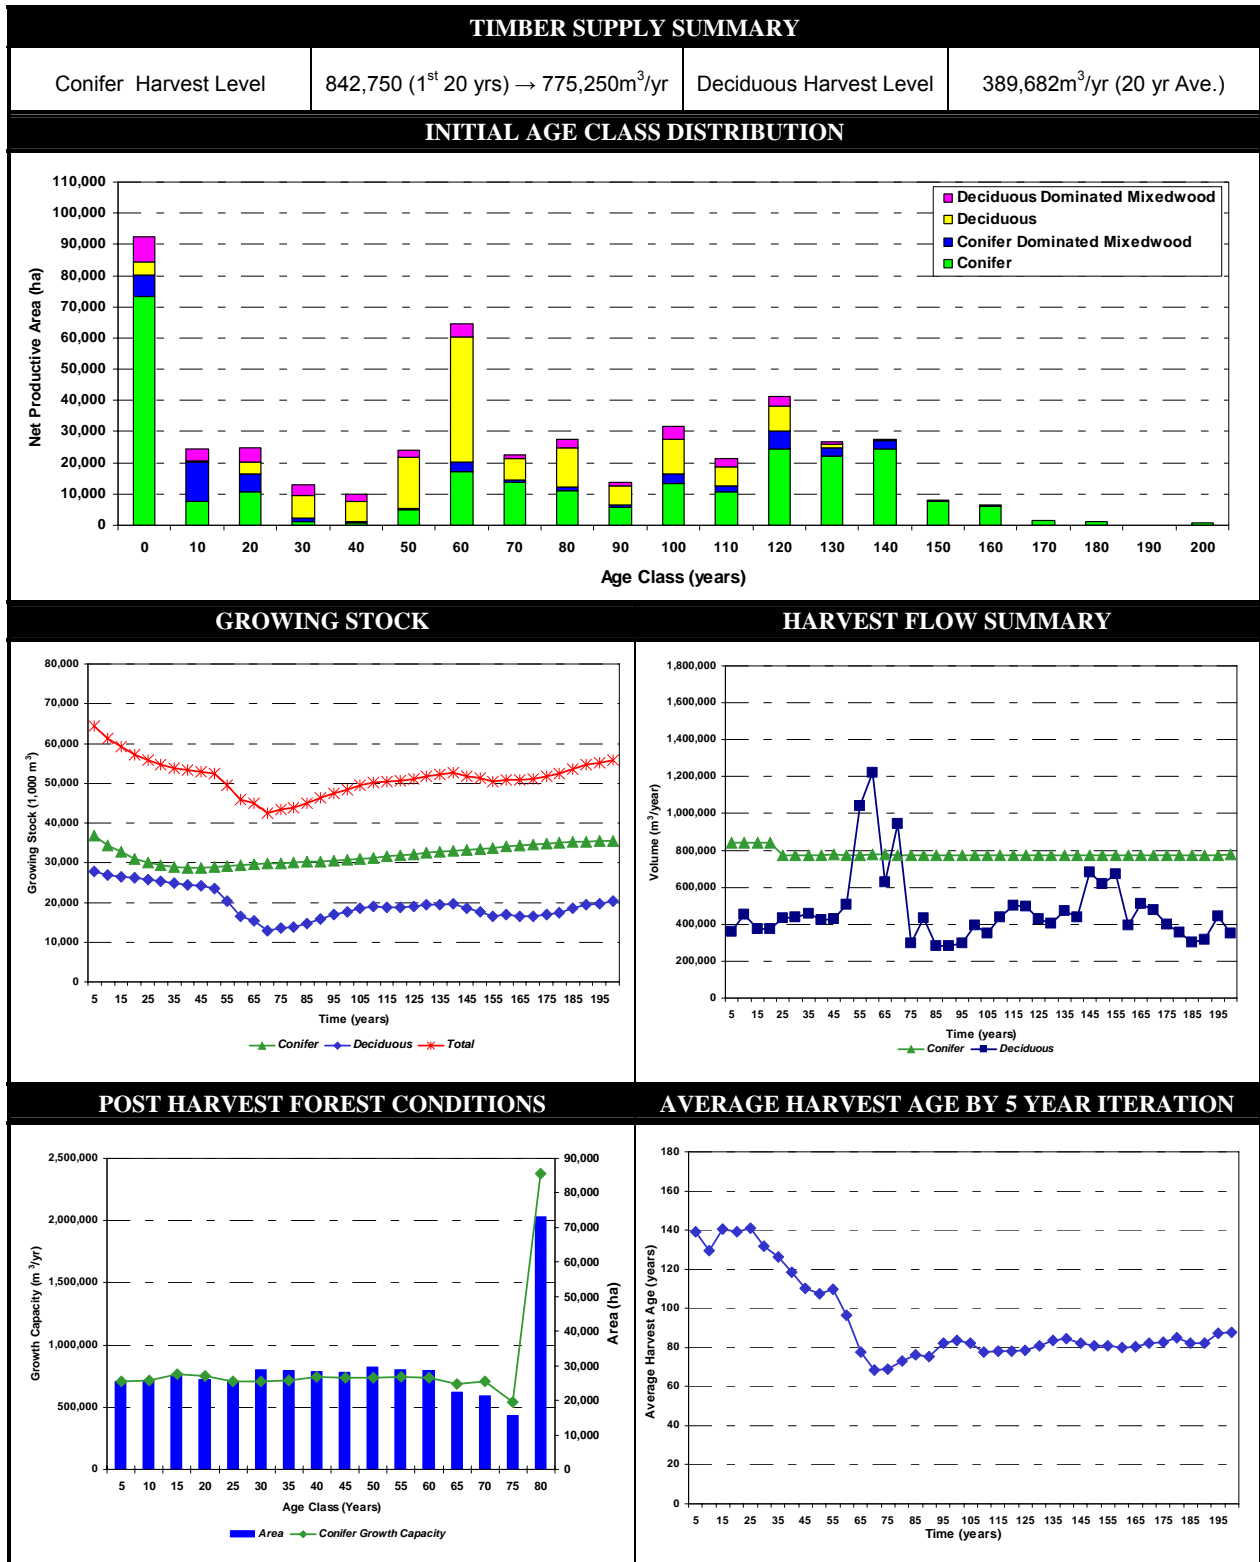 TIMBER SUPPLY SUMMARY
Conifer Harvest Level 842,750 (1st 20 yrs) → 775,250m3/yr Deciduous Harvest Level 389,682m3/yr (20 yr Ave.)
INITIAL AGE CLASS DISTRIBUTION
110,000
100,000
90,000
80,000
70,000
60,000
50,000
40,000
30,000
20,000
10,000
0
Net Productive Area (ha)
Deciduous Dominated Mixedwood
Deciduous
Conifer Dominated Mixedwood
Conifer
0 10 20 30 40 50 60 70 80 90 100 110 120 130 140 150 160 170 180 190 200
Age Class (years)
GROWING STOCK
80,000
70,000
60,000
50,000
40,000
30,000
20,000
10,000
0
Growing Stock (1,000 m3)
5 15 25 35 45 55 65 75 85 95 105 115 125 135 145 155 165 175 185 195
Time (years)
Conifer Deciduous Total
HARVEST FLOW SUMMARY
1,800,000
1,600,000
1,400,000
1,200,000
1,000,000
800,000
600,000
400,000
200,000
0
Volume (m3/year)
5 15 25 35 45 55 65 75 85 95 105 115 125 135 145 155 165 175 185 195
Time (years)
Conifer Deciduous
POST HARVEST FOREST CONDITIONS
2,500,000
2,000,000
1,500,000
1,000,000
500,000
0
Growth Capacity (m3/yr)
90,000
80,000
70,000
60,000
50,000
40,000
30,000
20,000
10,000
0
Area (ha)
5 10 15 20 25 30 35 40 45 50 55 60 65 70 75 80
Age Class (Years)
Area Conifer Growth Capacity
AVERAGE HARVEST AGE BY 5 YEAR ITERATION
180
160
140
120
100
80
60
40
20
0
Average Harvest Age (years)
5 15 25 35 45 55 65 75 85 95 105 115 125 135 145 155 165 175 185 195
Time (years)